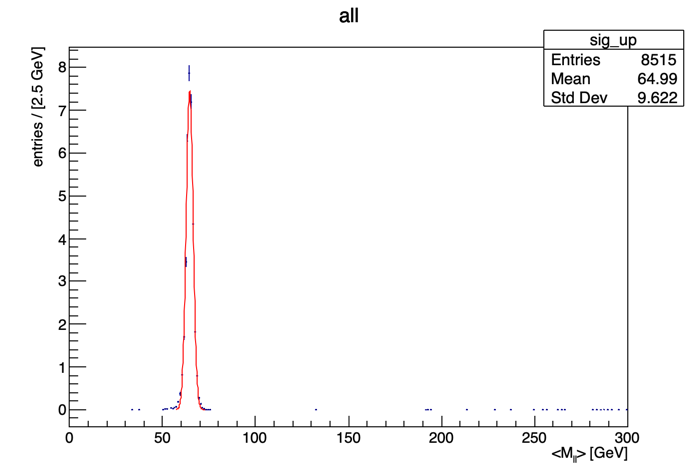 all
sig_up
Entries 8515
Mean 64.99
Std Dev 9.622
entries / [2.5 GeV]
8
7
6
5
4
3
2
1
0
0 50 100 150 200 250 300
<M_ll> [GeV]